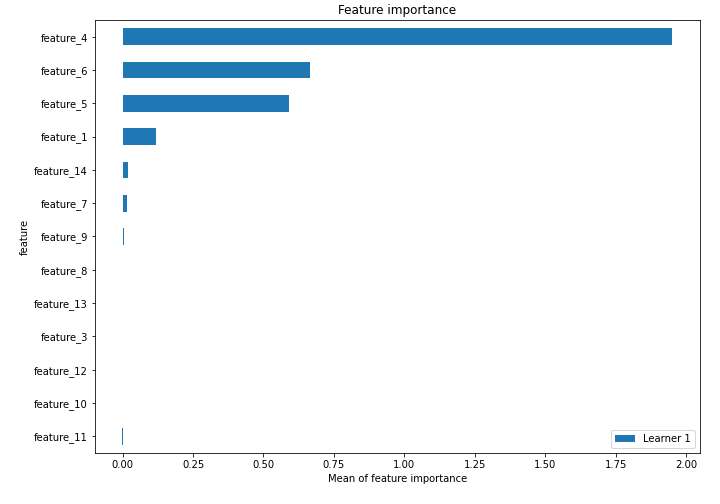 Feature importance
feature_4
feature_6
feature_5
feature_1
feature_14
feature_7
feature_9
feature_8
feature_13
feature_3
feature_12
feature_10
feature_11
feature
Learner 1
0.00 0.25 0.50 0.75 1.00 1.25 1.50 1.75 2.00
Mean of feature importance